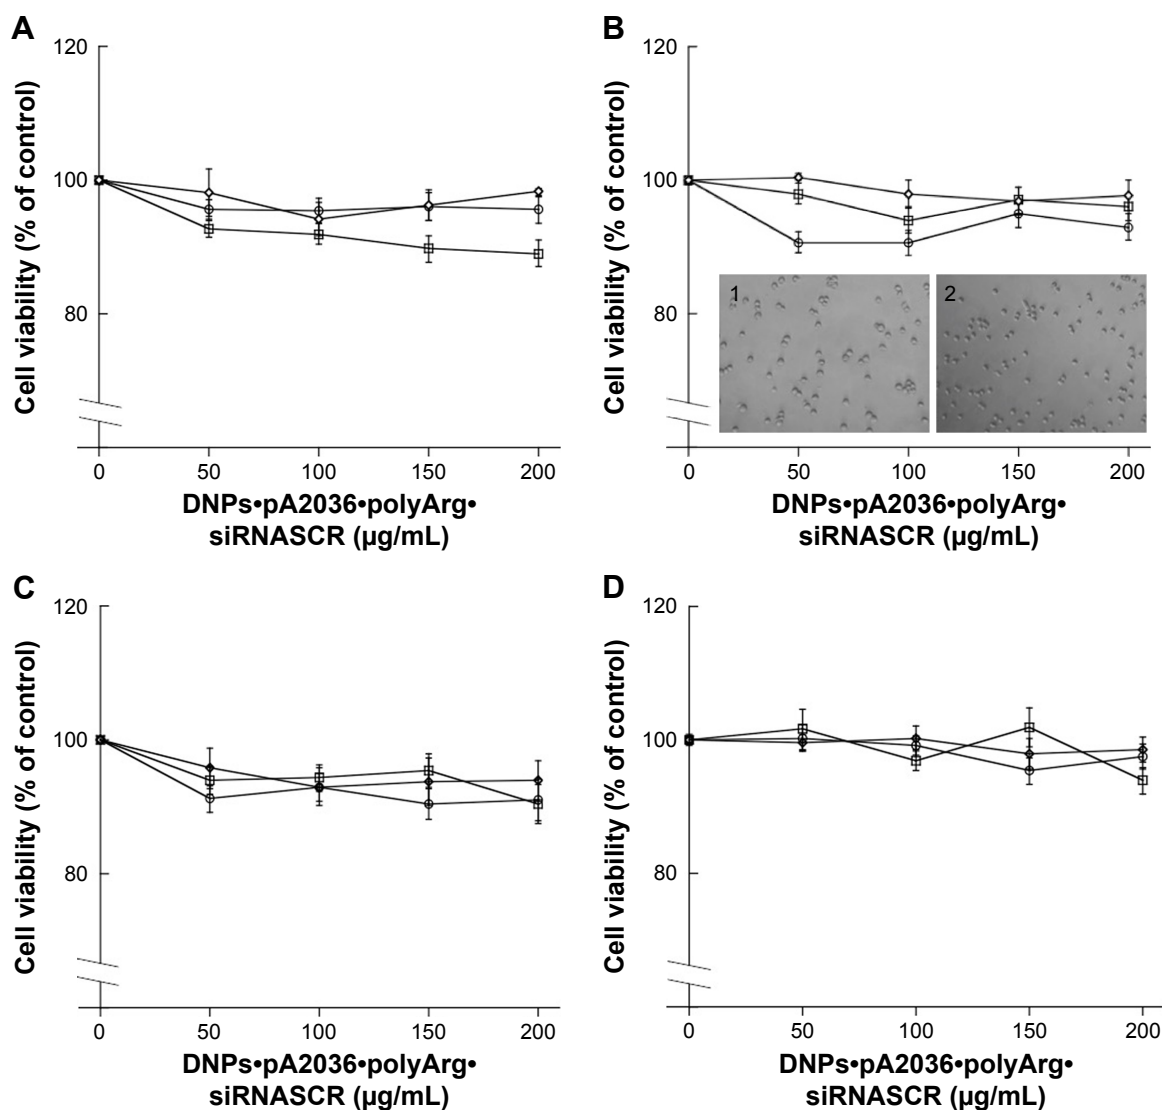 A
Cell viability (% of control)
120
100
80
0 50 100 150 200
DNPs•pA2036•polyArg•
siRNASCR (µg/mL)
B
Cell viability (% of control)
120
100
80
1
2
0 50 100 150 200
DNPs•pA2036•polyArg•
siRNASCR (µg/mL)
C
Cell viability (% of control)
120
100
80
0 50 100 150 200
DNPs•pA2036•polyArg•
siRNASCR (µg/mL)
D
Cell viability (% of control)
120
100
80
0 50 100 150 200
DNPs•pA2036•polyArg•
siRNASCR (µg/mL)